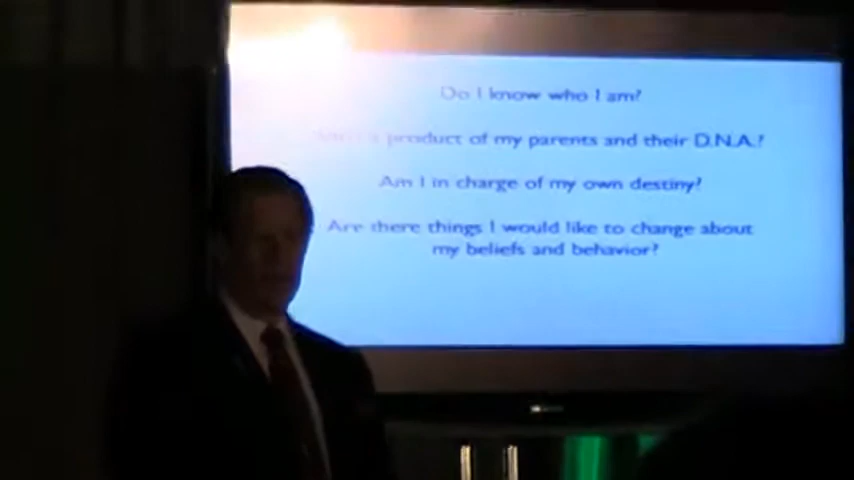 Do I know who I am?
a product of my parents and their D.N.A.?
Am I in charge of my own destiny?
Are there things I would like to change about
my beliefs and behavior?